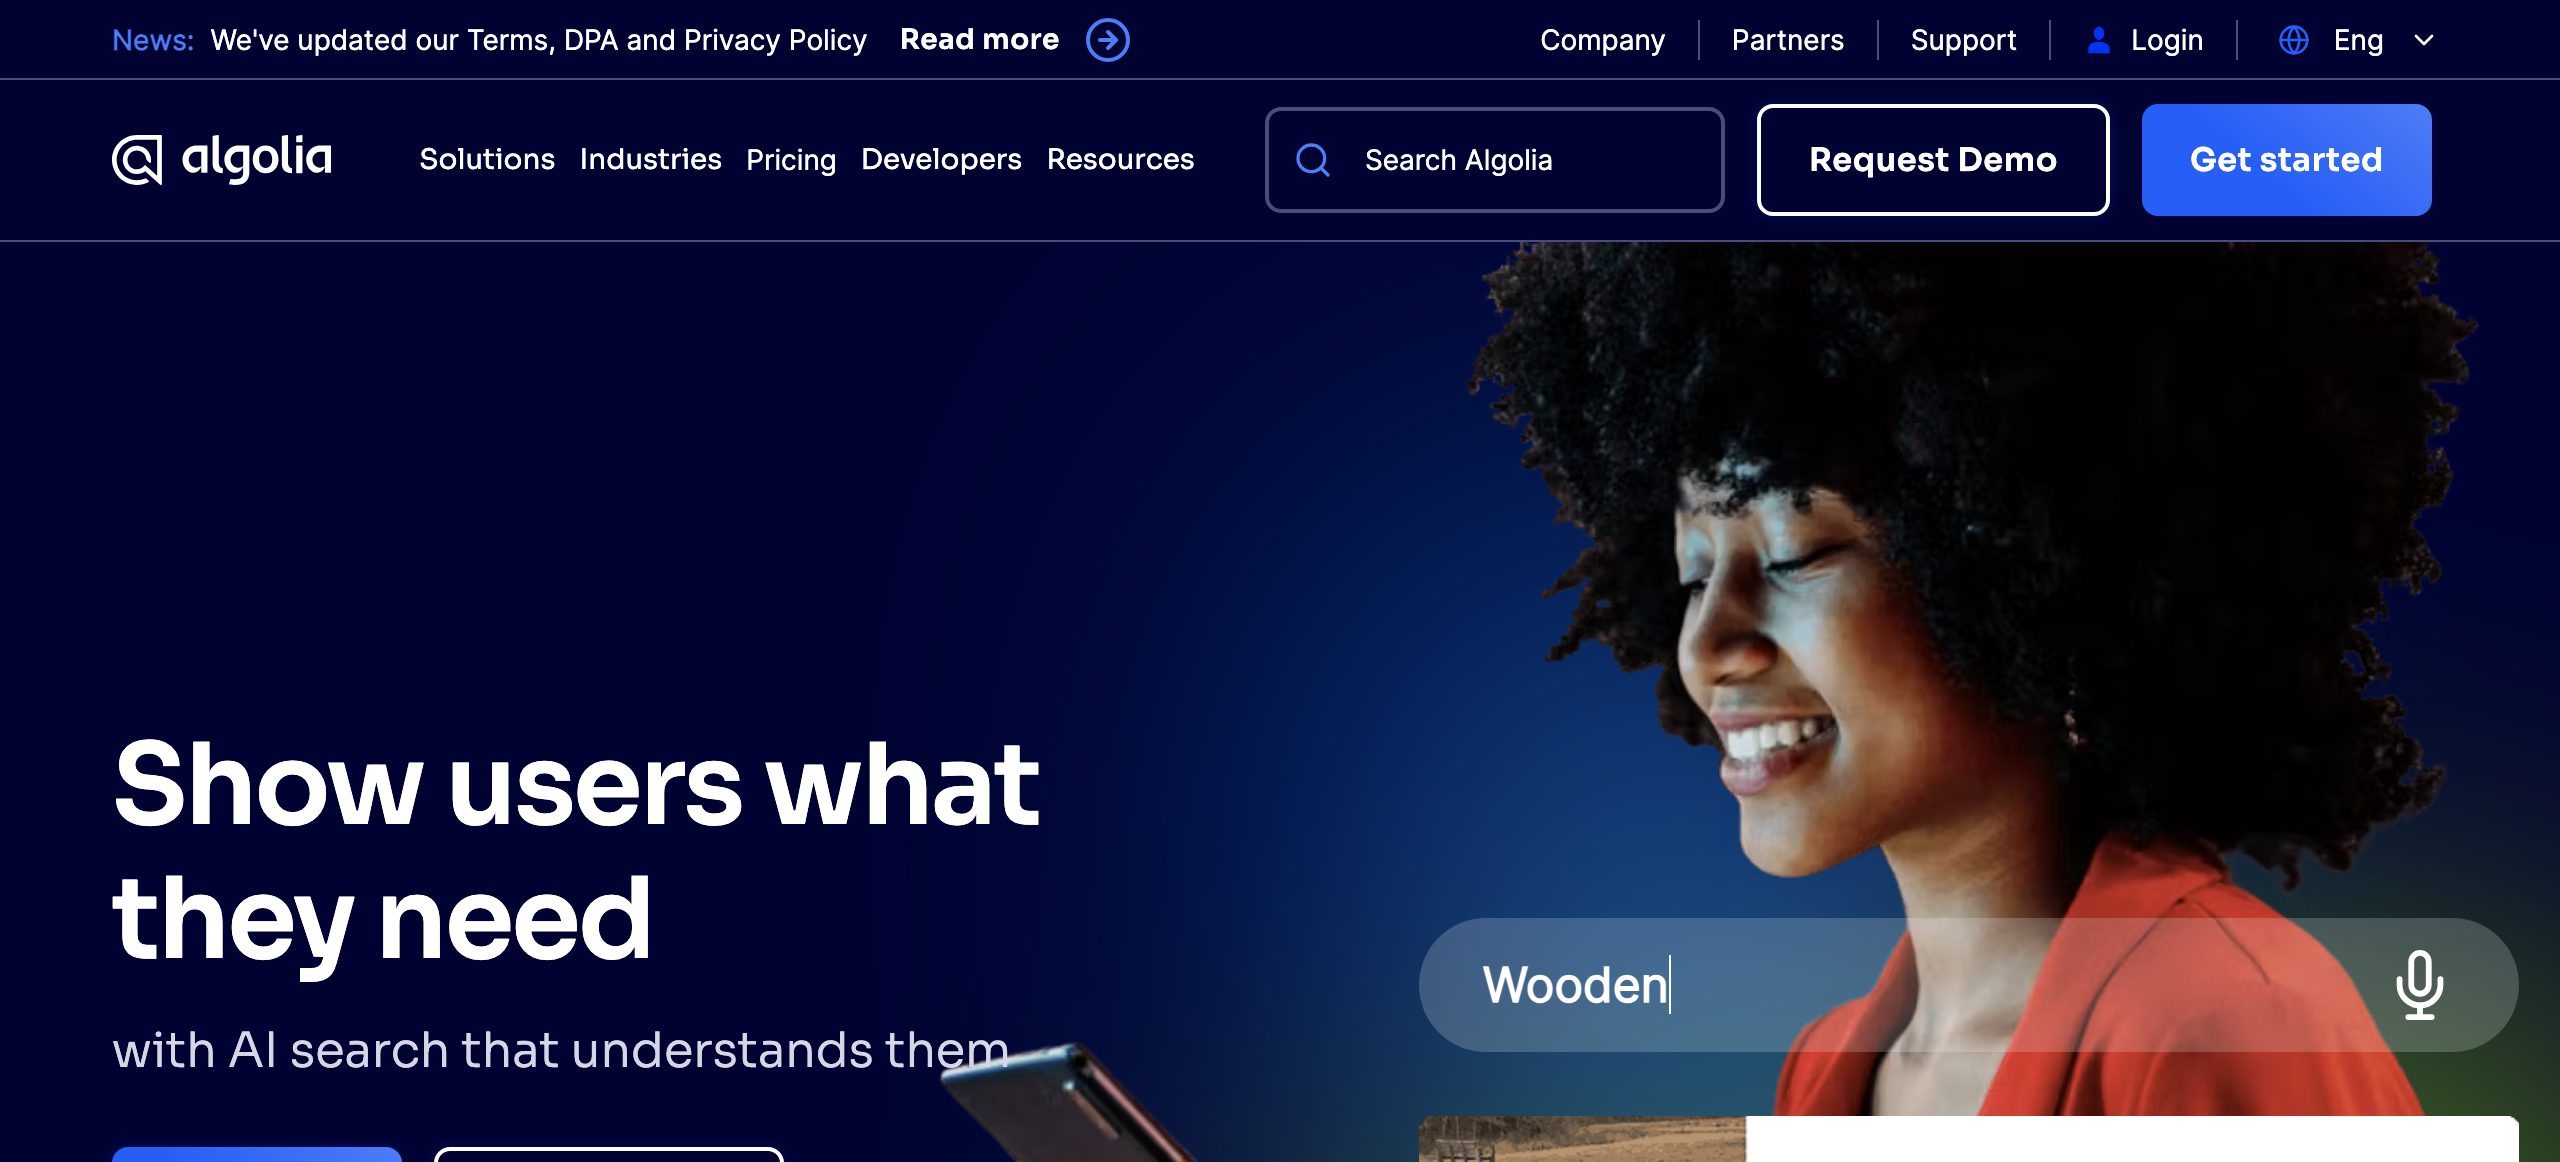 News: We've updated our Terms, DPA and Privacy Policy Read more
Company Partners Support Login Eng
algolia Solutions Industries Pricing Developers Resources Search Algolia Request Demo Get started
Show users what
they need
with AI search that understands them
Wooden